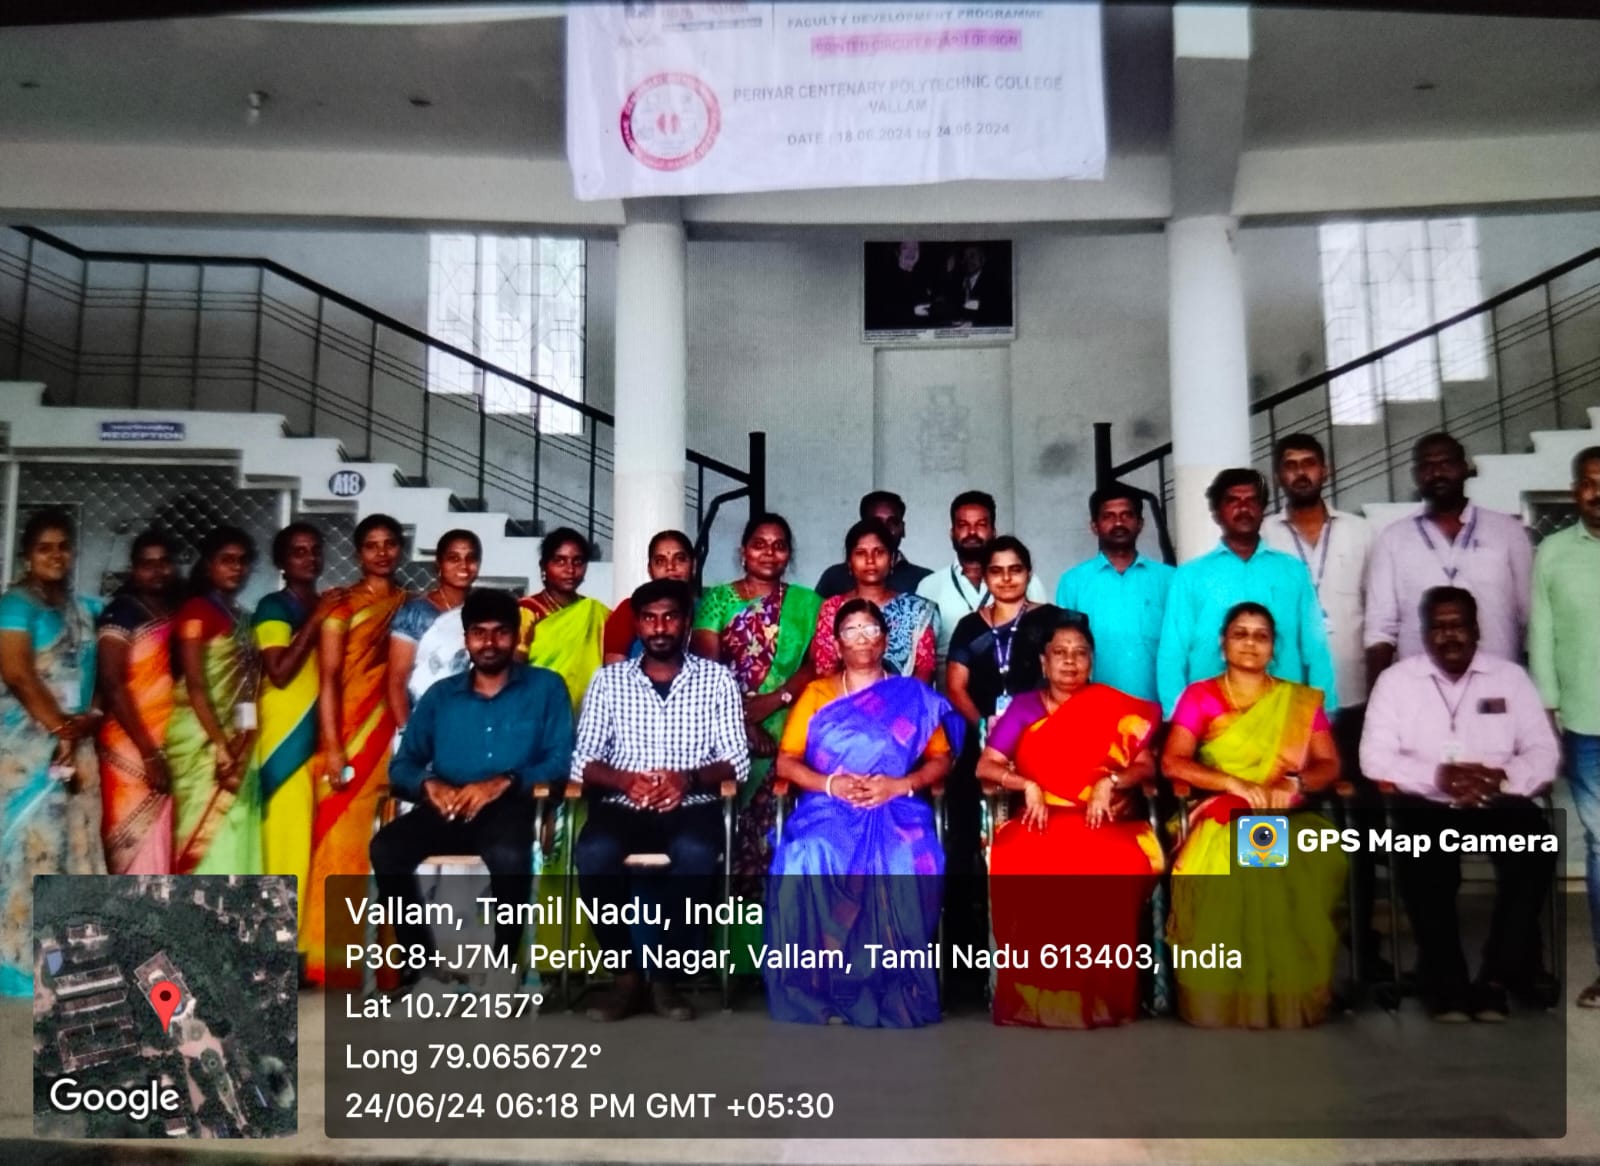 FACULTY DEVELOPMENT PROGRAMME
PRINTED CIRCUIT BOARD DESIGN
PERIYAR CENTENARY POLYTECHNIC COLLEGE
VALLAM
DATE : 18.06.2024 to 24.06.2024
RECEPTION
A18
GPS Map Camera
Vallam, Tamil Nadu, India
P3C8+J7M, Periyar Nagar, Vallam, Tamil Nadu 613403, India
Lat 10.72157°
Long 79.065672°
24/06/24 06:18 PM GMT +05:30
Google